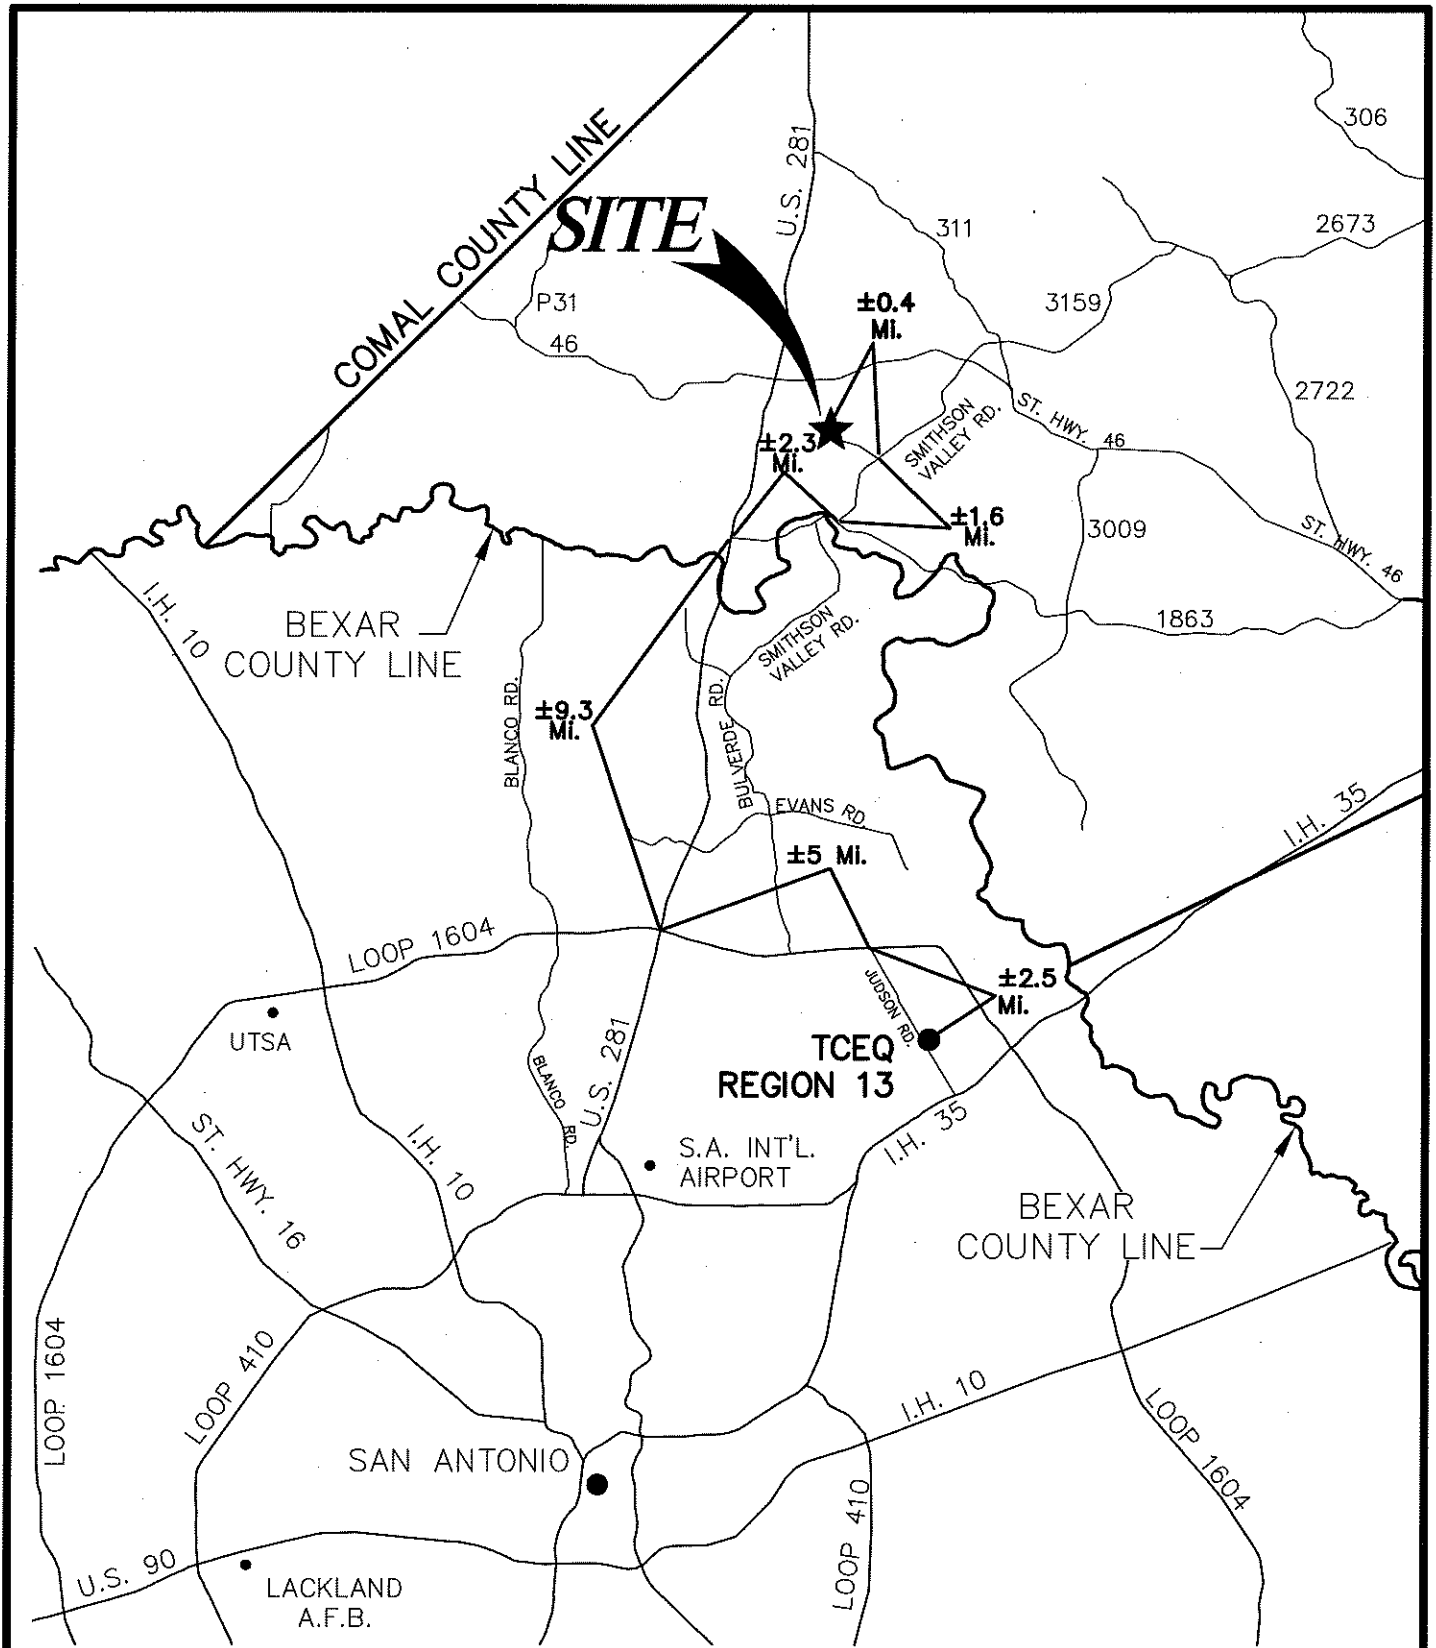 306
COMAL COUNTY LINE
U.S. 281
SITE
311
2673
P31
3159
±0.4
Mi.
46
2722
ST. HWY. 46
SMITHSON
VALLEY RD.
±2.3
Mi.
±1.6
Mi.
3009
ST. HWY. 46
I.H. 10
BEXAR
COUNTY LINE
1863
SMITHSON
VALLEY RD.
BLANCO RD.
±9.3
Mi.
BULVERDE RD.
EVANS RD.
I.H. 35
±5 Mi.
LOOP 1604
JUDSON RD.
±2.5
Mi.
UTSA
TCEQ
REGION 13
U.S. 281
BLANCO RD.
I.H. 35
ST. HWY. 16
I.H. 10
S.A. INT'L.
AIRPORT
BEXAR
COUNTY LINE
LOOP 1604
LOOP 410
I.H. 10
LOOP 1604
SAN ANTONIO
LOOP 410
U.S. 90
LACKLAND
A.F.B.